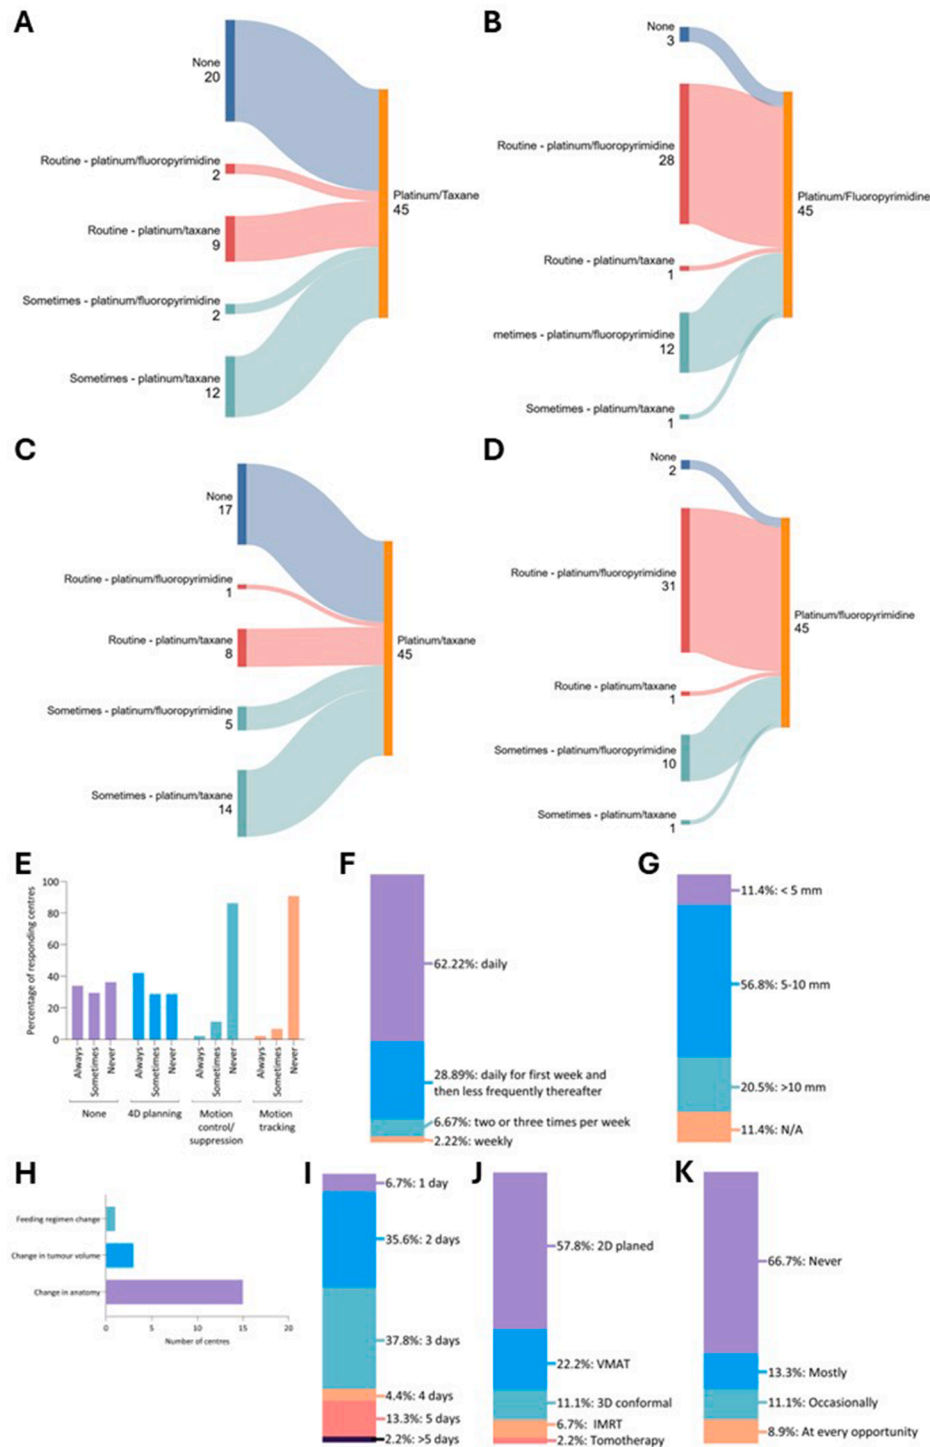 A
None
20
Routine - platinum/fluoropyrimidine
2
Routine - platinum/taxane
9
Sometimes - platinum/fluoropyrimidine
2
Sometimes - platinum/taxane
12
Platinum/Taxane
45
B
None
3
Routine - platinum/fluoropyrimidine
28
Routine - platinum/taxane
1
metimes - platinum/fluoropyrimidine
12
Sometimes - platinum/taxane
1
Platinum/Fluoropyrimidine
45
C
None
17
Routine - platinum/fluoropyrimidine
1
Routine - platinum/taxane
8
Sometimes - platinum/fluoropyrimidine
5
Sometimes - platinum/taxane
14
Platinum/taxane
45
D
None
2
Routine - platinum/fluoropyrimidine
31
Routine - platinum/taxane
1
Sometimes - platinum/fluoropyrimidine
10
Sometimes - platinum/taxane
1
Platinum/fluoropyrimidine
45
E
Percentage of responding centres
100
80
60
40
20
0
Always
Sometimes
Never
Always
Sometimes
Never
Always
Sometimes
Never
Always
Sometimes
Never
None
4D planning
Motion
control/
suppression
Motion
tracking
F
62.22%: daily
28.89%: daily for first week and
then less frequently thereafter
6.67%: two or three times per week
2.22%: weekly
G
11.4%: < 5 mm
56.8%: 5-10 mm
20.5%: >10 mm
11.4%: N/A
H
Feeding regimen change
Change in tumour volume
Change in anatomy
0 5 10 15 20
Number of centres
I
6.7%: 1 day
35.6%: 2 days
37.8%: 3 days
4.4%: 4 days
13.3%: 5 days
2.2%: >5 days
J
57.8%: 2D planed
22.2%: VMAT
11.1%: 3D conformal
6.7%: IMRT
2.2%: Tomotherapy
K
66.7%: Never
13.3%: Mostly
11.1%: Occasionally
8.9%: At every opportunity